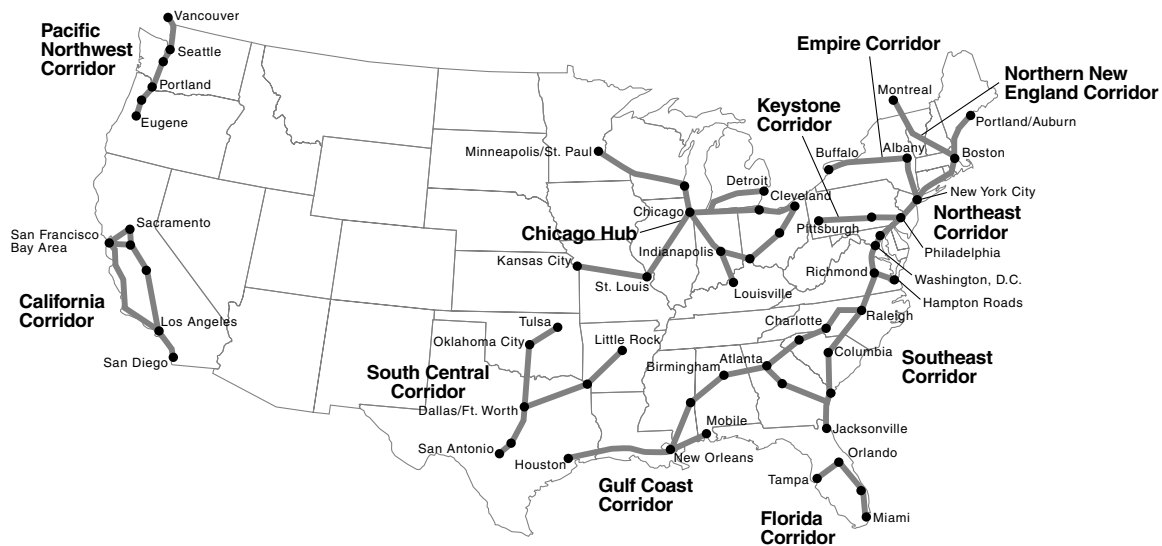 Vancouver
Pacific
Northwest
Corridor
Seattle
Portland
Eugene
Empire Corridor
Northern New
England Corridor
Keystone
Corridor
Montreal
Portland/Auburn
Minneapolis/St. Paul
Buffalo
Albany
Boston
Detroit
Cleveland
New York City
Chicago
Northeast
Corridor
Pittsburgh
Philadelphia
Sacramento
San Francisco
Bay Area
Chicago Hub
Indianapolis
Kansas City
St. Louis
Louisville
Richmond
Washington, D.C.
Hampton Roads
California
Corridor
Los Angeles
San Diego
Tulsa
Oklahoma City
Little Rock
Charlotte
Raleigh
Birmingham
Atlanta
Columbia
Southeast
Corridor
South Central
Corridor
Dallas/Ft. Worth
San Antonio
Houston
Mobile
New Orleans
Jacksonville
Gulf Coast
Corridor
Orlando
Tampa
Miami
Florida
Corridor